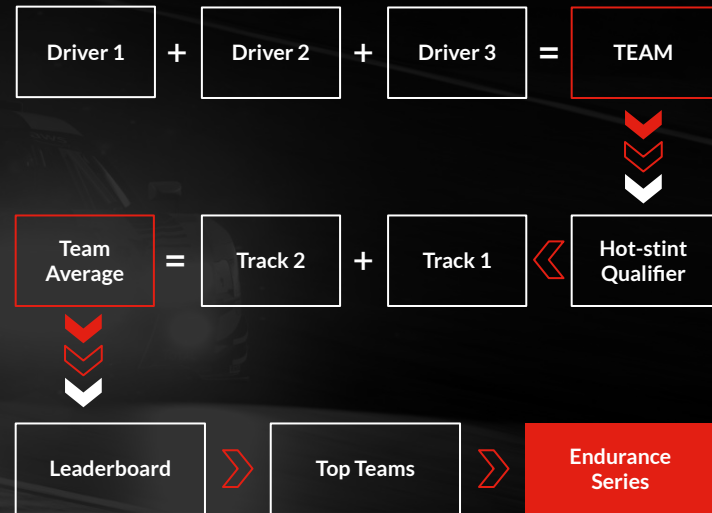 Driver 1 + Driver 2 + Driver 3 = TEAM
Team
Average = Track 2 + Track 1
Hot-stint
Qualifier
Leaderboard
Top Teams
Endurance
Series